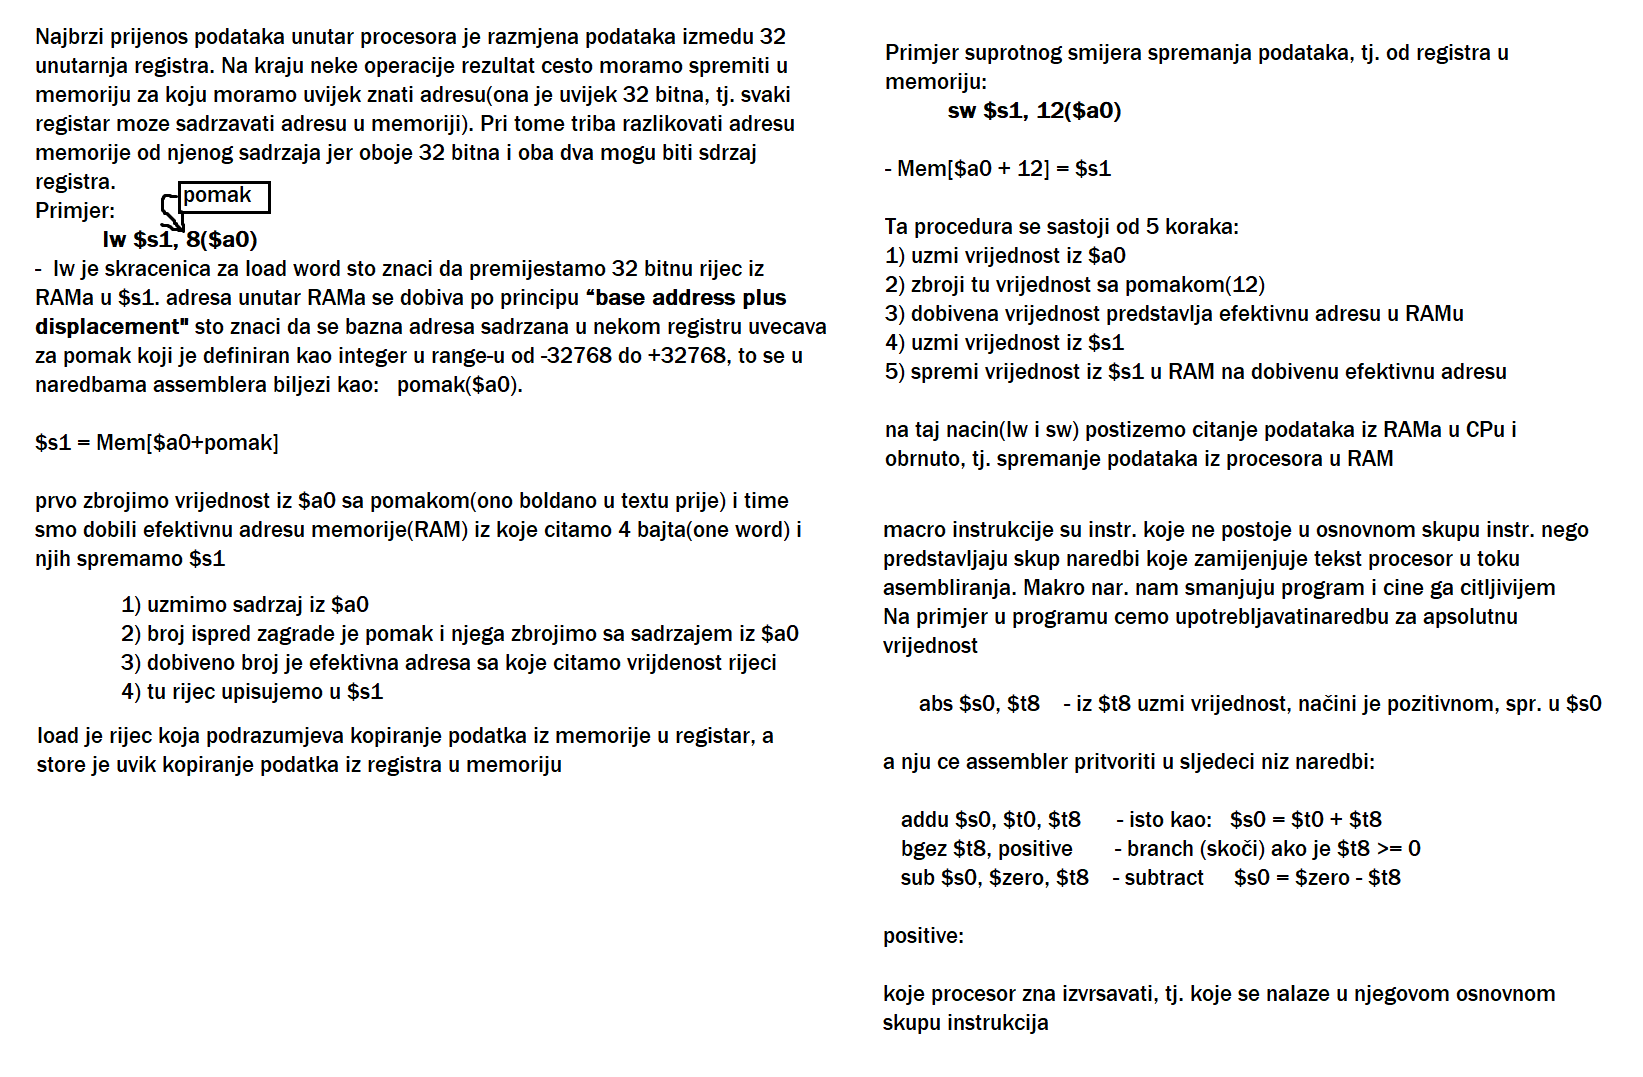 Najbrzi prijenos podataka unutar procesora je razmjena podataka izmedu 32
unutarnja registra. Na kraju neke operacije rezultat cesto moramo spremiti u
memoriju za koju moramo uvijek znati adresu(ona je uvijek 32 bitna, tj. svaki
registar moze sadrzavati adresu u memoriji). Pri tome triba razlikovati adresu
memorije od njenog sadrzaja jer oboje 32 bitna i oba dva mogu biti sdrzaj
registra.
pomak
Primjer:
lw $s1, 8($a0)
- lw je skracenica za load word sto znaci da premijestamo 32 bitnu rijec iz
RAMa u $s1. adresa unutar RAMa se dobiva po principu “base address plus
displacement" sto znaci da se bazna adresa sadrzana u nekom registru uvecava
za pomak koji je definiran kao integer u range-u od -32768 do +32768, to se u
naredbama assemblera biljezi kao: pomak($a0).
$s1 = Mem[$a0+pomak]
prvo zbrojimo vrijednost iz $a0 sa pomakom(ono boldano u textu prije) i time
smo dobili efektivnu adresu memorije(RAM) iz koje citamo 4 bajta(one word) i
njih spremamo $s1
1) uzmimo sadrzaj iz $a0
2) broj ispred zagrade je pomak i njega zbrojimo sa sadrzajem iz $a0
3) dobiveno broj je efektivna adresa sa koje citamo vrijdenost rijeci
4) tu rijec upisujemo u $s1
load je rijec koja podrazumjeva kopiranje podatka iz memorije u registar, a
store je uvik kopiranje podatka iz registra u memoriju
Primjer suprotnog smijera spremanja podataka, tj. od registra u
memoriju:
sw $s1, 12($a0)
- Mem[$a0 + 12] = $s1
Ta procedura se sastoji od 5 koraka:
1) uzmi vrijednost iz $a0
2) zbroji tu vrijednost sa pomakom(12)
3) dobivena vrijednost predstavlja efektivnu adresu u RAMu
4) uzmi vrijednost iz $s1
5) spremi vrijednost iz $s1 u RAM na dobivenu efektivnu adresu
na taj nacin(lw i sw) postizemo citanje podataka iz RAMa u CPu i
obrnuto, tj. spremanje podataka iz procesora u RAM
macro instrukcije su instr. koje ne postoje u osnovnom skupu instr. nego
predstavljaju skup naredbi koje zamijenjuje tekst procesor u toku
asembliranja. Makro nar. nam smanjuju program i cine ga citljivijem
Na primjer u programu cemo upotrebljavatinaredbu za apsolutnu
vrijednost
abs $s0, $t8 - iz $t8 uzmi vrijednost, načini je pozitivnom, spr. u $s0
a nju ce assembler pritvoriti u sljedeci niz naredbi:
addu $s0, $t0, $t8 - isto kao: $s0 = $t0 + $t8
bgez $t8, positive - branch (skoči) ako je $t8 >= 0
sub $s0, $zero, $t8 - subtract $s0 = $zero - $t8
positive:
koje procesor zna izvrsavati, tj. koje se nalaze u njegovom osnovnom
skupu instrukcija